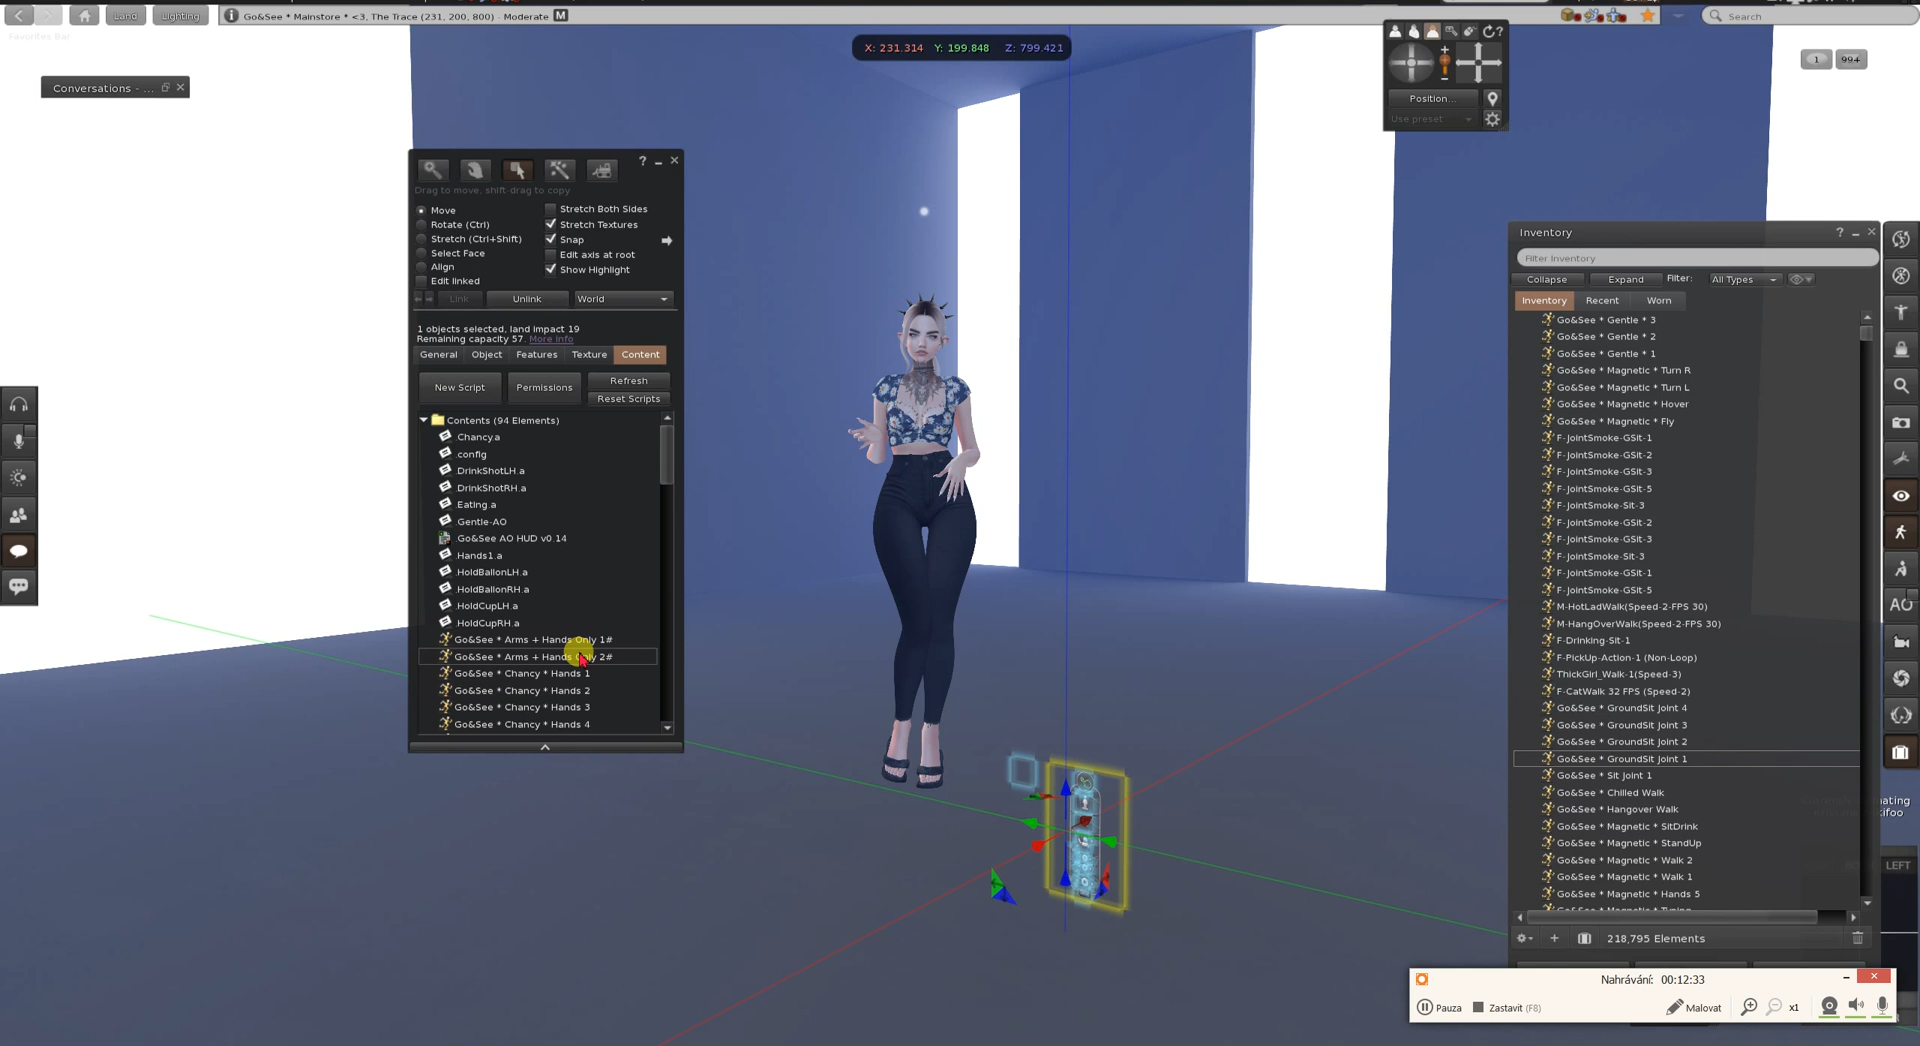 Land
Lighting
Go&See * Mainstore * <3, The Trace (231, 200, 800) - Moderate M
Search
Favorites Bar
X: 231.314 Y: 199.848 Z: 799.421
1
994
Conversations - ...
Position...
Use preset
Drag to move, shift-drag to copy
Move
Rotate (Ctrl)
Stretch (Ctrl+Shift)
Select Face
Align
Edit linked
Stretch Both Sides
Stretch Textures
Snap
Edit axis at root
Show Highlight
Link
Unlink
World
1 objects selected, land impact 19
Remaining capacity 57. More info
General
Object
Features
Texture
Content
New Script
Permissions
Refresh
Reset Scripts
Contents (94 Elements)
.Chancy.a
.config
.DrinkShotLH.a
.DrinkShotRH.a
.Eating.a
.Gentle-AO
.Go&See AO HUD v0.14
.Hands1.a
.HoldBallonLH.a
.HoldBallonRH.a
.HoldCupLH.a
.HoldCupRH.a
Go&See * Arms + Hands Only 1#
Go&See * Arms + Hands Only 2#
Go&See * Chancy * Hands 1
Go&See * Chancy * Hands 2
Go&See * Chancy * Hands 3
Go&See * Chancy * Hands 4
Inventory
Filter Inventory
Collapse
Expand
Filter:
All Types
Inventory
Recent
Worn
Go&See * Gentle * 3
Go&See * Gentle * 2
Go&See * Gentle * 1
Go&See * Magnetic * Turn R
Go&See * Magnetic * Turn L
Go&See * Magnetic * Hover
Go&See * Magnetic * Fly
F-JointSmoke-GSit-1
F-JointSmoke-GSit-2
F-JointSmoke-GSit-3
F-JointSmoke-GSit-5
F-JointSmoke-Sit-3
F-JointSmoke-GSit-2
F-JointSmoke-GSit-3
F-JointSmoke-Sit-3
F-JointSmoke-GSit-1
F-JointSmoke-GSit-5
M-HotLadWalk(Speed-2-FPS 30)
M-HangOverWalk(Speed-2-FPS 30)
F-Drinking-Sit-1
F-PickUp-Action-1 (Non-Loop)
ThickGirl_Walk-1(Speed-3)
F-CatWalk 32 FPS (Speed-2)
Go&See * GroundSit Joint 4
Go&See * GroundSit Joint 3
Go&See * GroundSit Joint 2
Go&See * GroundSit Joint 1
Go&See * Sit Joint 1
Go&See * Chilled Walk
Go&See * Hangover Walk
Go&See * Magnetic * SitDrink
Go&See * Magnetic * StandUp
Go&See * Magnetic * Walk 2
Go&See * Magnetic * Walk 1
Go&See * Magnetic * Hands 5
218,795 Elements
AO
LEFT
Nahrávání: 00:12:33
Pauza
Zastavit (F8)
Malovat
x1